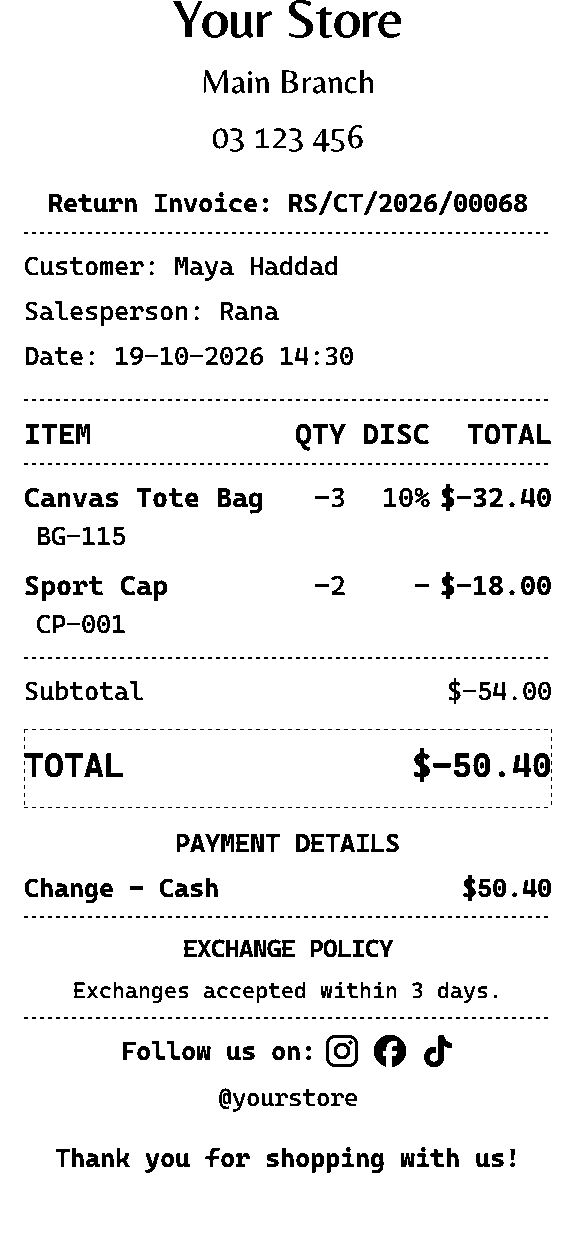 Your Store
Main Branch
03 123 456
Return Invoice: RS/CT/2026/00068
Customer: Maya Haddad
Salesperson: Rana
Date: 19-10-2026 14:30
ITEM QTY DISC TOTAL
Canvas Tote Bag -3 10% $-32.40
BG-115
Sport Cap -2 - $-18.00
CP-001
Subtotal $-54.00
TOTAL $-50.40
PAYMENT DETAILS
Change - Cash $50.40
EXCHANGE POLICY
Exchanges accepted within 3 days.
Follow us on:
@yourstore
Thank you for shopping with us!